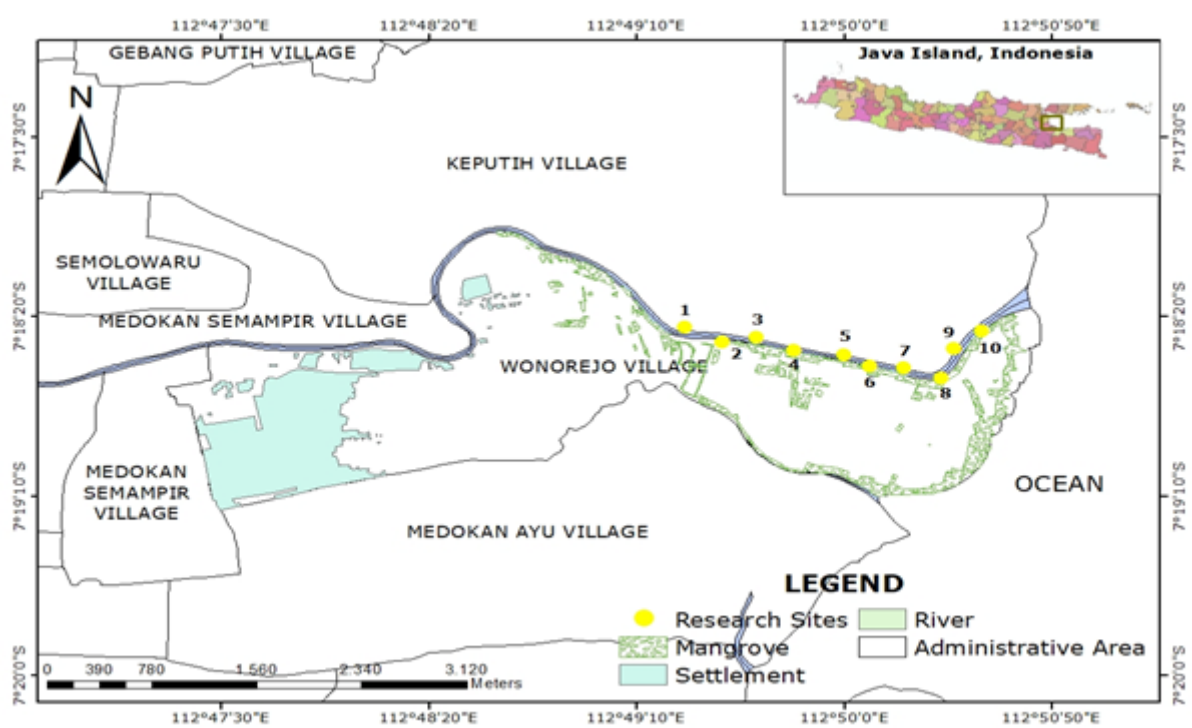 112°47'30"E 112°48'20"E 112°49'10"E 112°50'0"E 112°50'50"E
GEBANG PUTIH VILLAGE
Java Island, Indonesia
N
7°17'30"S 7°17'30"S
KEPUTIH VILLAGE
SEMOLOWARU
VILLAGE
MEDOKAN SEMAMPIR VILLAGE
7°18'20"S 7°18'20"S
1
2
3
4
5
6
7
8
9
10
WONOREJO VILLAGE
MEDOKAN
SEMAMPIR
VILLAGE
7°19'10"S 7°19'10"S
OCEAN
MEDOKAN AYU VILLAGE
LEGEND
Research Sites
Mangrove
Settlement
River
Administrative Area
7°20'0"S 7°20'0"S
0 390 780 1.560 2.340 3.120
Meters
112°47'30"E 112°48'20"E 112°49'10"E 112°50'0"E 112°50'50"E